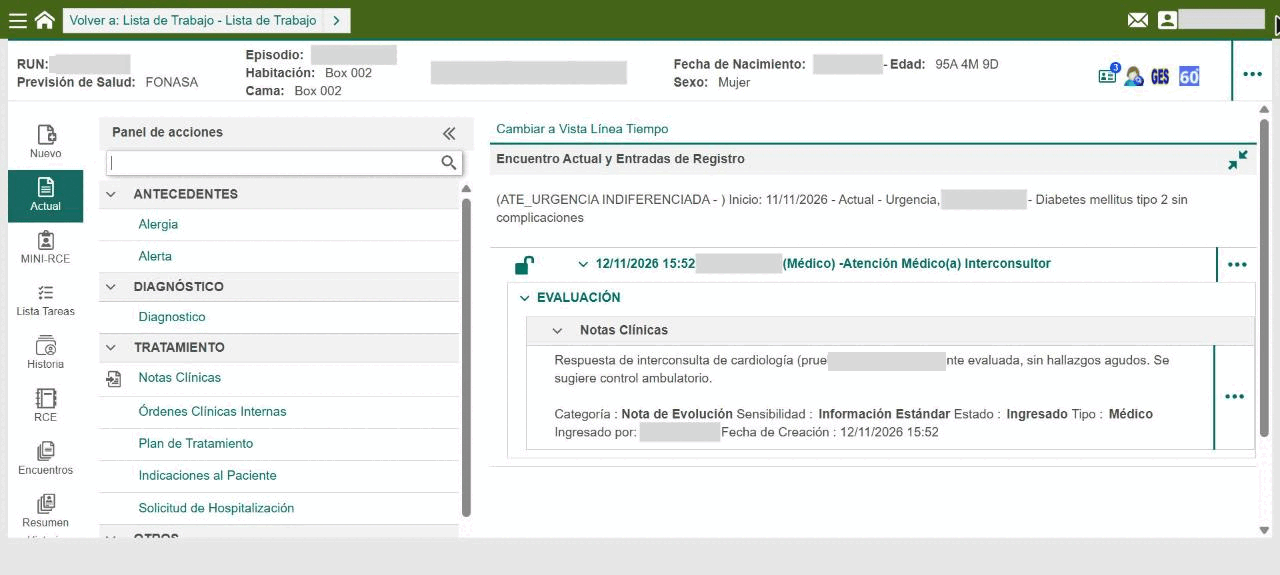 Volver a: Lista de Trabajo - Lista de Trabajo
RUN:
Previsión de Salud: FONASA
Episodio:
Habitación: Box 002
Cama: Box 002
Fecha de Nacimiento: - Edad: 95A 4M 9D
Sexo: Mujer
3
GES
60
Nuevo
Actual
MINI-RCE
Lista Tareas
Historia
RCE
Encuentros
Resumen
Panel de acciones
ANTECEDENTES
Alergia
Alerta
DIAGNÓSTICO
Diagnostico
TRATAMIENTO
Notas Clínicas
Órdenes Clínicas Internas
Plan de Tratamiento
Indicaciones al Paciente
Solicitud de Hospitalización
OTROS
Cambiar a Vista Línea Tiempo
Encuentro Actual y Entradas de Registro
(ATE_URGENCIA INDIFERENCIADA - ) Inicio: 11/11/2026 - Actual - Urgencia, - Diabetes mellitus tipo 2 sin
complicaciones
12/11/2026 15:52 (Médico) -Atención Médico(a) Interconsultor
EVALUACIÓN
Notas Clínicas
Respuesta de interconsulta de cardiología (prue nte evaluada, sin hallazgos agudos. Se
sugiere control ambulatorio.
Categoría : Nota de Evolución Sensibilidad : Información Estándar Estado : Ingresado Tipo : Médico
Ingresado por: Fecha de Creación : 12/11/2026 15:52